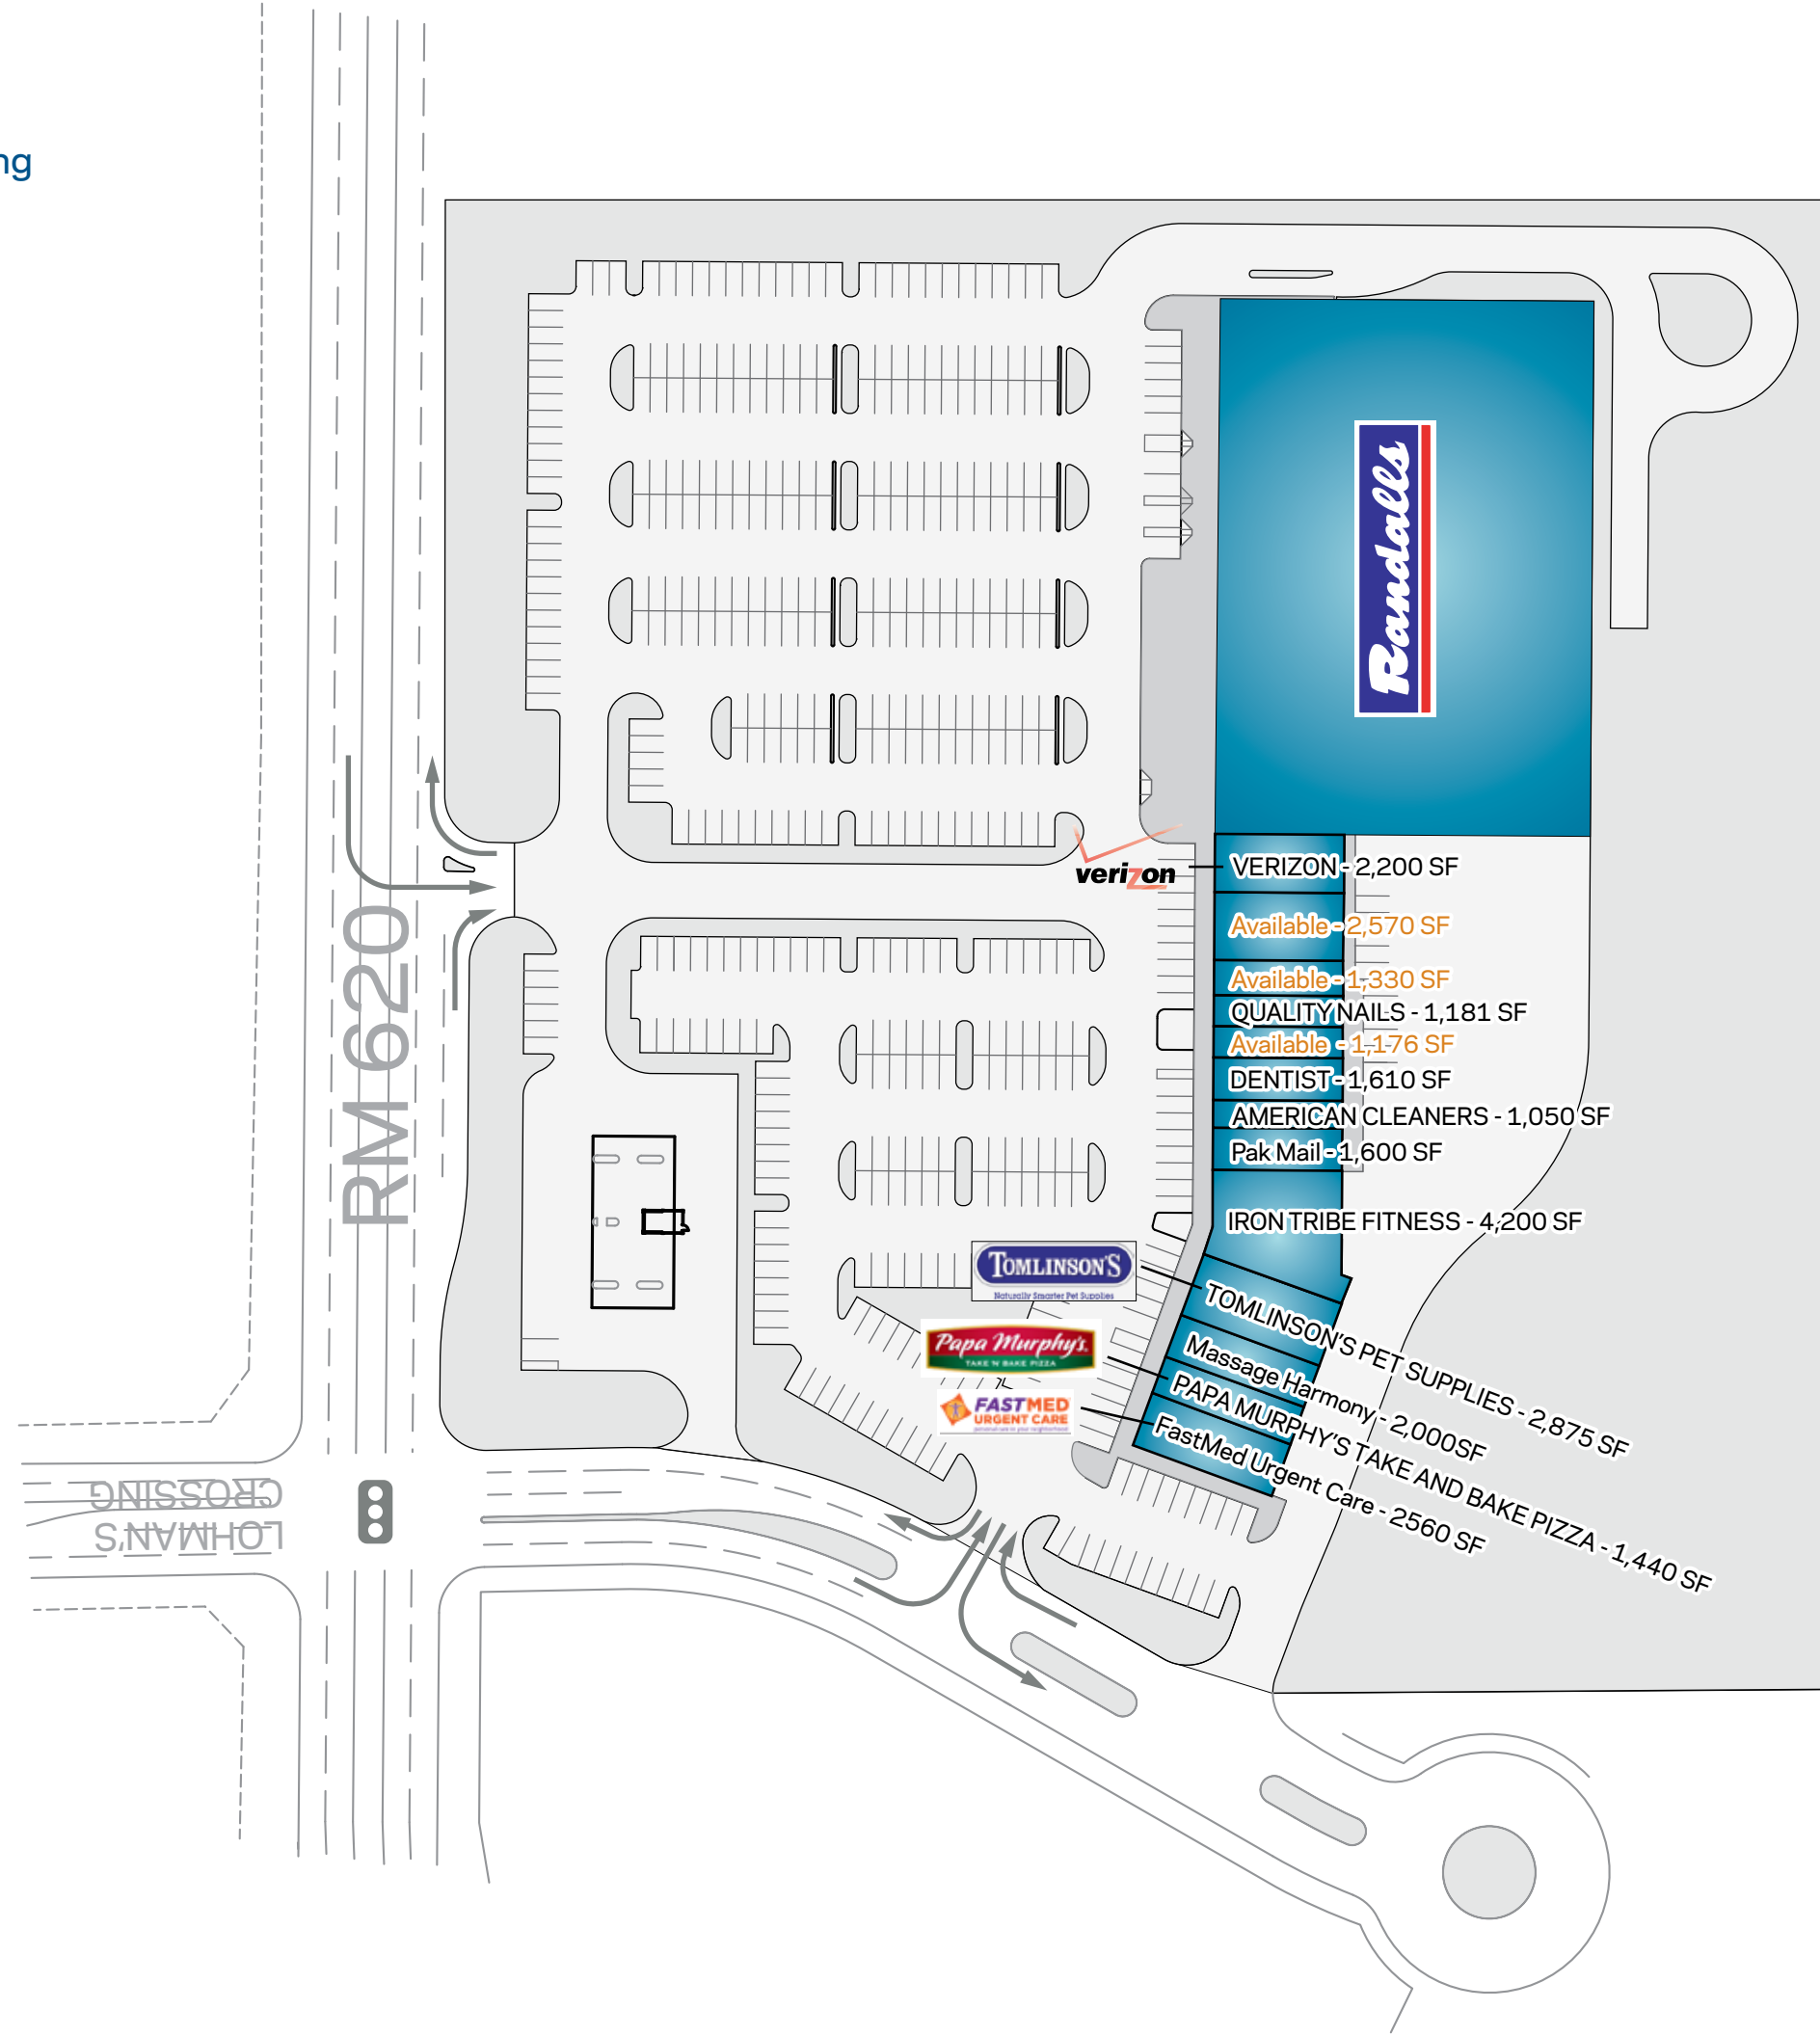 ng
Randalls
verizon
VERIZON - 2,200 SF
Available - 2,570 SF
Available - 1,330 SF
QUALITY NAILS - 1,181 SF
Available - 1,176 SF
DENTIST - 1,610 SF
AMERICAN CLEANERS - 1,050 SF
Pak Mail - 1,600 SF
IRON TRIBE FITNESS - 4,200 SF
RM 620
TOMLINSON'S
Naturally Smarter Pet Supplies
TOMLINSON'S PET SUPPLIES - 2,875 SF
Massage Harmony - 2,000SF
Papa Murphy's
TAKE 'N' BAKE PIZZA
PAPA MURPHY'S TAKE AND BAKE PIZZA - 1,440 SF
FASTMED
URGENT CARE
FastMed Urgent Care - 2560 SF
LOHMAN'S
CROSSING